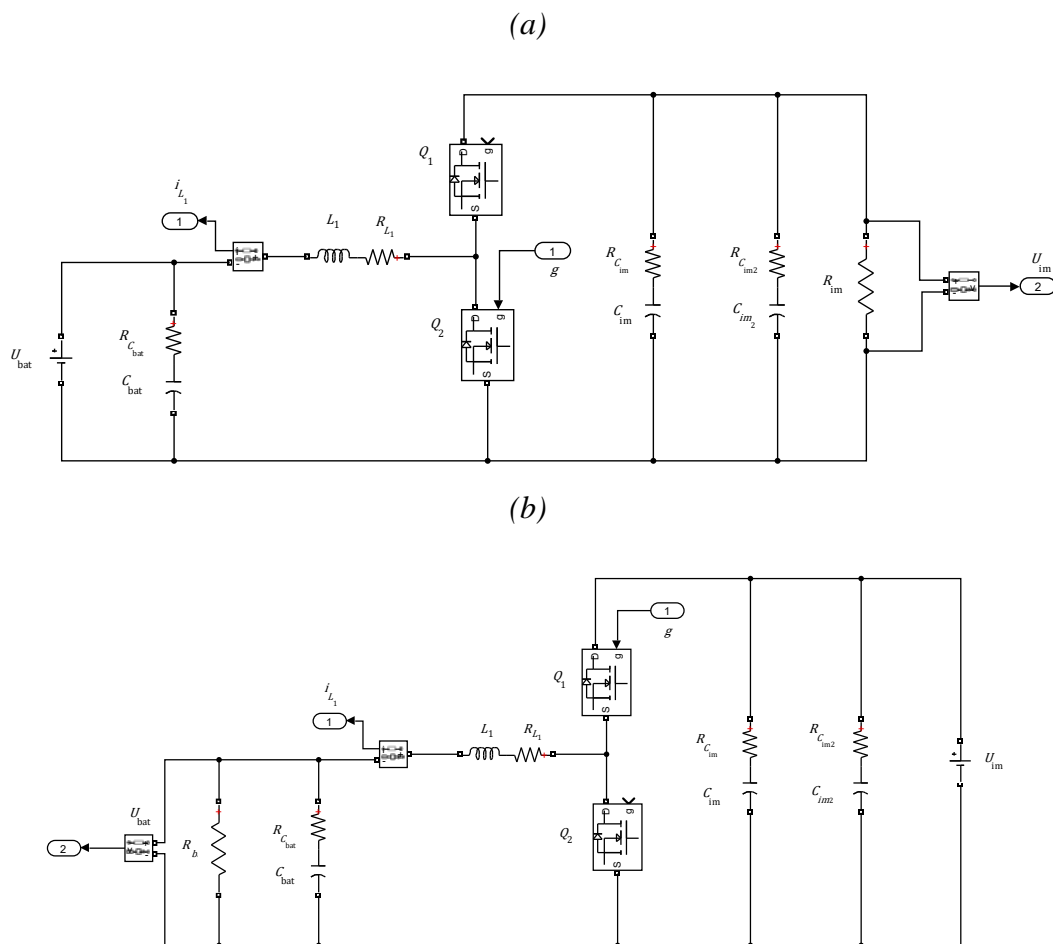 (a)
Q1
g
D
S
iL1
1
L1
RL1
1
g
Q2
D
g
S
Ubat
RCbat
Cbat
RCim
Cim
RCim2
Cim2
Rim
Uim
2
(b)
1
g
Q1
D
g
S
iL1
1
L1
RL1
Q2
D
g
S
Ubat
2
Rb
RCbat
Cbat
RCim
Cim
RCim2
Cim2
Uim